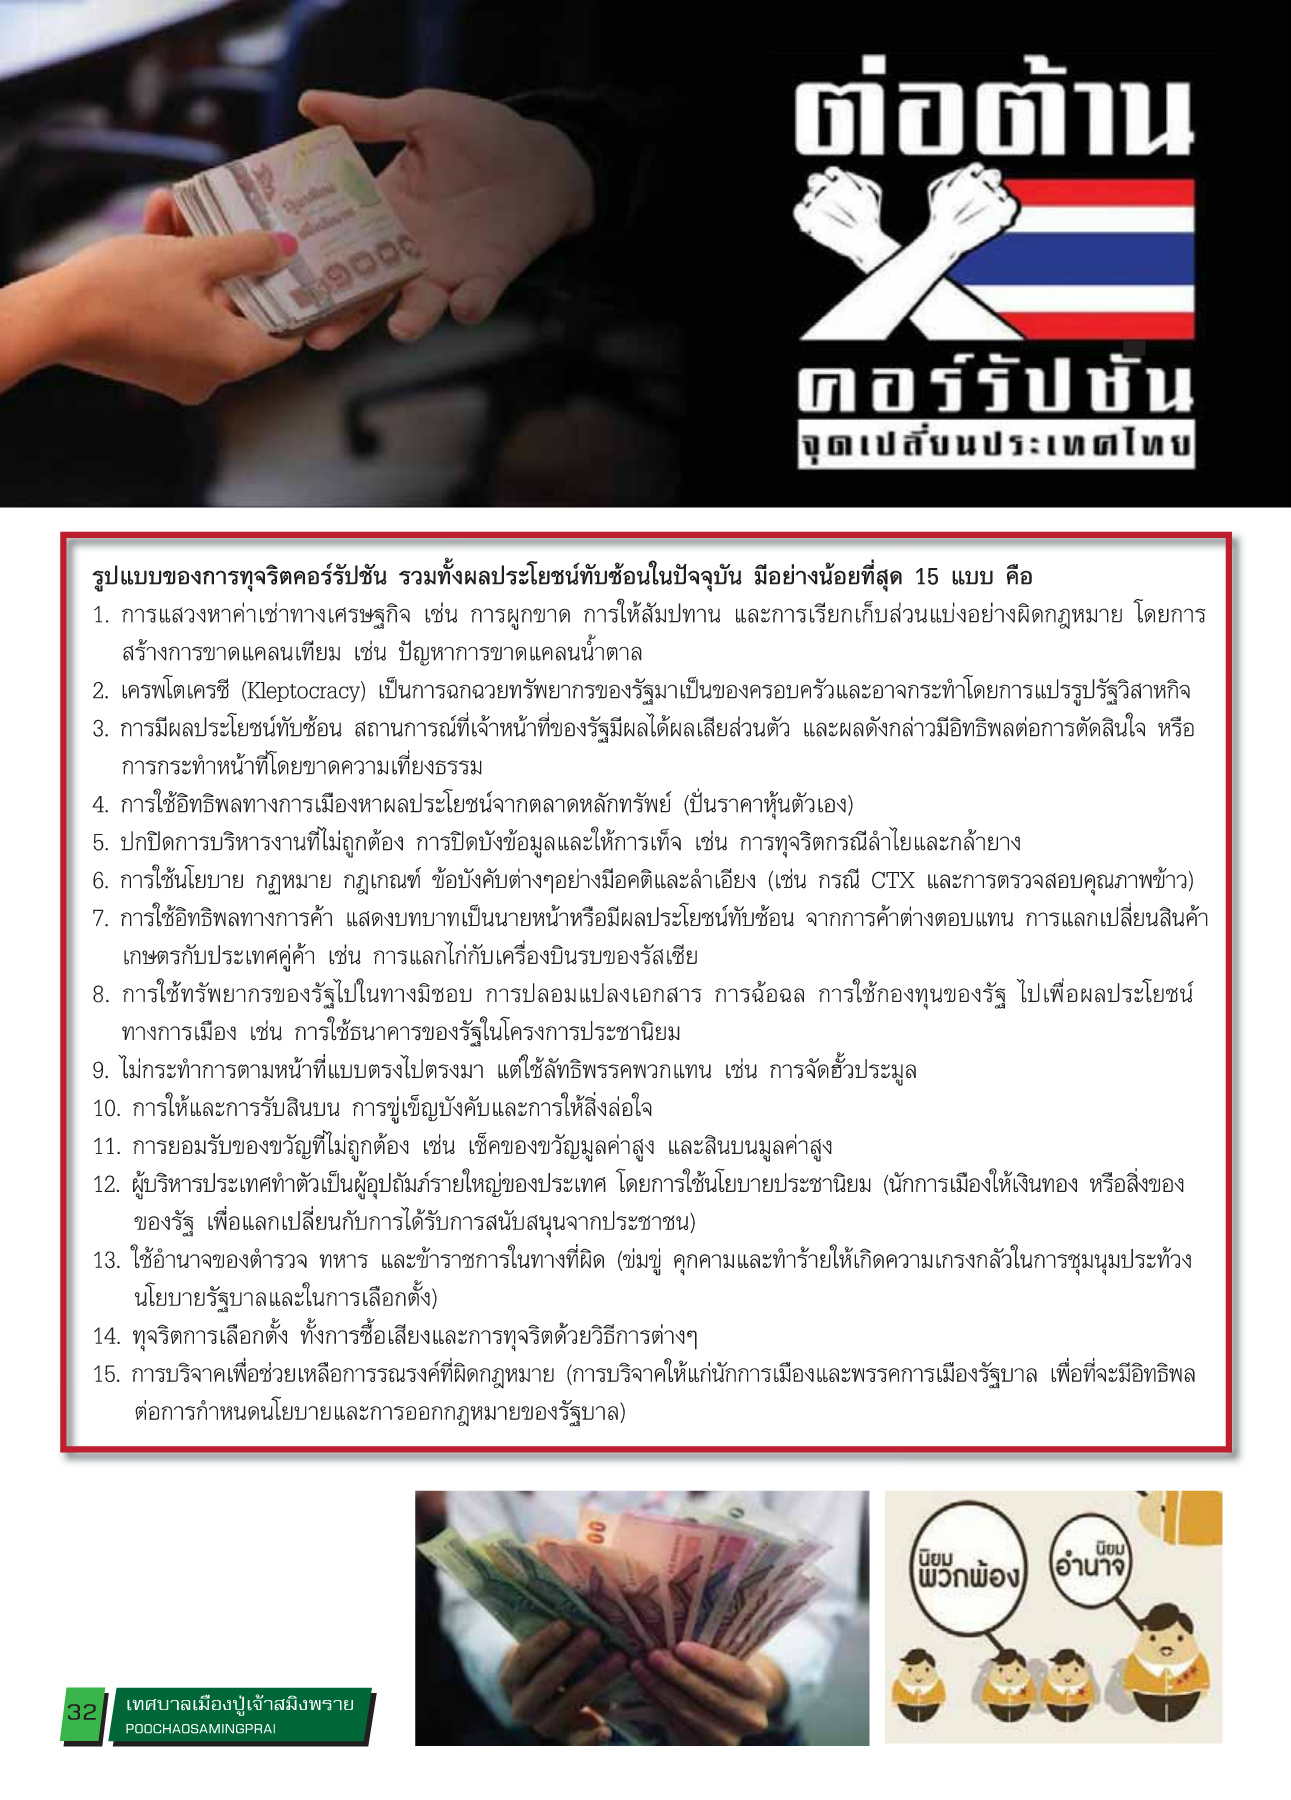 ต่อต้าน
คอร์รัปชัน
จุดเปลี่ยนประเทศไทย
รูปแบบของการทุจริตคอร์รัปชัน รวมทั้งผลประโยชน์ทับซ้อนในปัจจุบัน มีอย่างน้อยที่สุด 15 แบบ คือ
1. การแสวงหาค่าเช่าทางเศรษฐกิจ เช่น การผูกขาด การให้สัมปทาน และการเรียกเก็บส่วนแบ่งอย่างผิดกฎหมาย โดยการ
สร้างการขาดแคลนเทียม เช่น ปัญหาการขาดแคลนน้ำตาล
2. เครพโตเครซี (Kleptocracy) เป็นการฉกฉวยทรัพยากรของรัฐมาเป็นของครอบครัวและอาจกระทำโดยการแปรรูปรัฐวิสาหกิจ
3. การมีผลประโยชน์ทับซ้อน สถานการณ์ที่เจ้าหน้าที่ของรัฐมีผลได้ผลเสียส่วนตัว และผลดังกล่าวมีอิทธิพลต่อการตัดสินใจ หรือ
การกระทำหน้าที่โดยขาดความเที่ยงธรรม
4. การใช้อิทธิพลทางการเมืองหาผลประโยชน์จากตลาดหลักทรัพย์ (ปั่นราคาหุ้นตัวเอง)
5. ปกปิดการบริหารงานที่ไม่ถูกต้อง การปิดบังข้อมูลและให้การเท็จ เช่น การทุจริตกรณีลำไยและกล้ายาง
6. การใช้นโยบาย กฎหมาย กฎเกณฑ์ ข้อบังคับต่างๆอย่างมีอคติและลำเอียง (เช่น กรณี CTX และการตรวจสอบคุณภาพข้าว)
7. การใช้อิทธิพลทางการค้า แสดงบทบาทเป็นนายหน้าหรือมีผลประโยชน์ทับซ้อน จากการค้าต่างตอบแทน การแลกเปลี่ยนสินค้า
เกษตรกับประเทศคู่ค้า เช่น การแลกไก่กับเครื่องบินรบของรัสเซีย
8. การใช้ทรัพยากรของรัฐไปในทางมิชอบ การปลอมแปลงเอกสาร การฉ้อฉล การใช้กองทุนของรัฐ ไปเพื่อผลประโยชน์
ทางการเมือง เช่น การใช้ธนาคารของรัฐในโครงการประชานิยม
9. ไม่กระทำการตามหน้าที่แบบตรงไปตรงมา แต่ใช้ลัทธิพรรคพวกแทน เช่น การจัดฮั้วประมูล
10. การให้และการรับสินบน การขู่เข็ญบังคับและการให้สิ่งล่อใจ
11. การยอมรับของขวัญที่ไม่ถูกต้อง เช่น เช็คของขวัญมูลค่าสูง และสินบนมูลค่าสูง
12. ผู้บริหารประเทศทำตัวเป็นผู้อุปถัมภ์รายใหญ่ของประเทศ โดยการใช้นโยบายประชานิยม (นักการเมืองให้เงินทอง หรือสิ่งของ
ของรัฐ เพื่อแลกเปลี่ยนกับการได้รับการสนับสนุนจากประชาชน)
13. ใช้อำนาจของตำรวจ ทหาร และข้าราชการในทางที่ผิด (ข่มขู่ คุกคามและทำร้ายให้เกิดความเกรงกลัวในการชุมนุมประท้วง
นโยบายรัฐบาลและในการเลือกตั้ง)
14. ทุจริตการเลือกตั้ง ทั้งการซื้อเสียงและการทุจริตด้วยวิธีการต่างๆ
15. การบริจาคเพื่อช่วยเหลือการรณรงค์ที่ผิดกฎหมาย (การบริจาคให้แก่นักการเมืองและพรรคการเมืองรัฐบาล เพื่อที่จะมีอิทธิพล
ต่อการกำหนดนโยบายและการออกกฎหมายของรัฐบาล)
นิยม
พวกพ้อง
นิยม
อำนาจ
32
เทศบาลเมืองปู่เจ้าสมิงพราย
POOCHAOSAMINGPRAI